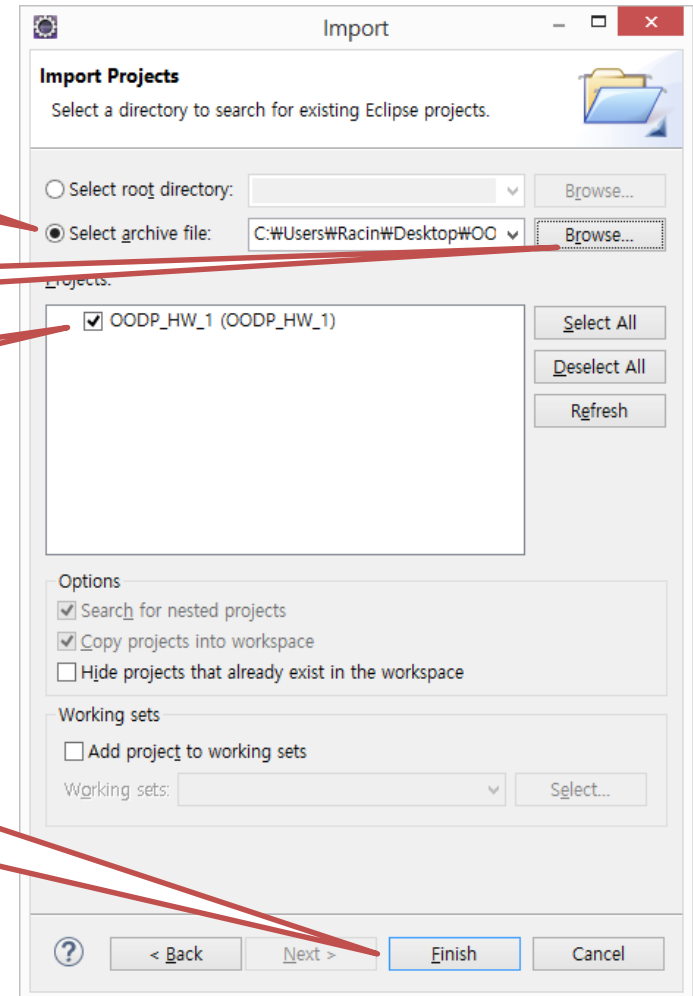 Import
Import Projects
Select a directory to search for existing Eclipse projects.
Select root directory:
Browse...
Select archive file:
C:₩Users₩Racin₩Desktop₩OO
Browse...
Projects:
OODP_HW_1 (OODP_HW_1)
Select All
Deselect All
Refresh
Options
Search for nested projects
Copy projects into workspace
Hide projects that already exist in the workspace
Working sets
Add project to working sets
Working sets:
Select...
?
< Back
Next >
Finish
Cancel